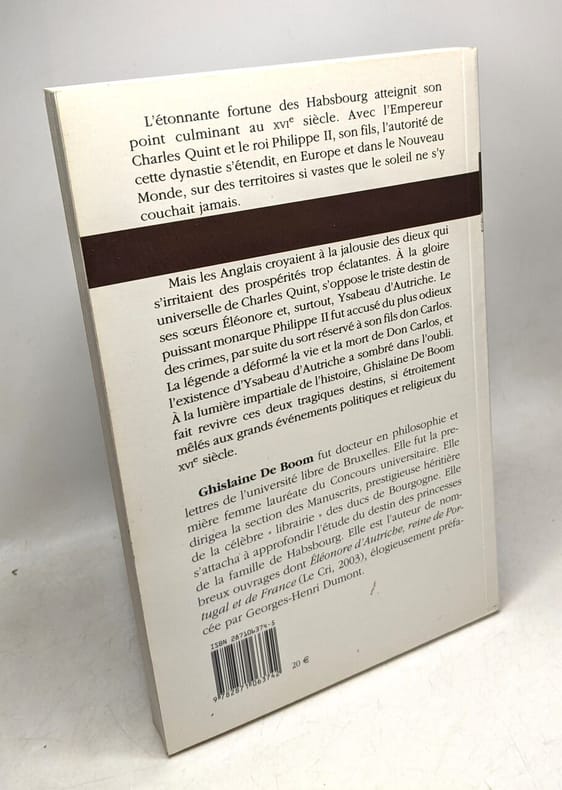 L'étonnante fortune des Habsbourg atteignit son
point culminant au XVIe siècle. Avec l'Empereur
Charles Quint et le roi Philippe II, son fils, l'autorité de
cette dynastie s'étendit, en Europe et dans le Nouveau
Monde, sur des territoires si vastes que le soleil ne s'y
couchait jamais.
Mais les Anglais croyaient à la jalousie des dieux qui
s'irritaient des prospérités trop éclatantes. À la gloire
universelle de Charles Quint, s'oppose le triste destin de
ses sœurs Éléonore et, surtout, Ysabeau d'Autriche. Le
puissant monarque Philippe II fut accusé du plus odieux
des crimes, par suite du sort réservé à son fils don Carlos.
La légende a déformé la vie et la mort de Don Carlos, et
l'existence d'Ysabeau d'Autriche a sombré dans l'oubli.
À la lumière impartiale de l'histoire, Ghislaine De Boom
fait revivre ces deux tragiques destins, si étroitement
mêlés aux grands événements politiques et religieux du
XVIe siècle.
Ghislaine De Boom fut docteur en philosophie et
lettres de l'université libre de Bruxelles. Elle fut la pre-
mière femme lauréate du Concours universitaire. Elle
dirigea la section des Manuscrits, prestigieuse héritière
de la célèbre « librairie » des ducs de Bourgogne. Elle
s'attacha à approfondir l'étude du destin des princesses
de la famille de Habsbourg. Elle est l'auteur de nom-
breux ouvrages dont Éléonore d'Autriche, reine de Por-
tugal et de France (Le Cri, 2003), élogieusement préfa-
cée par Georges-Henri Dumont.
ISBN 287106374-5
9 782871 063742
20 €